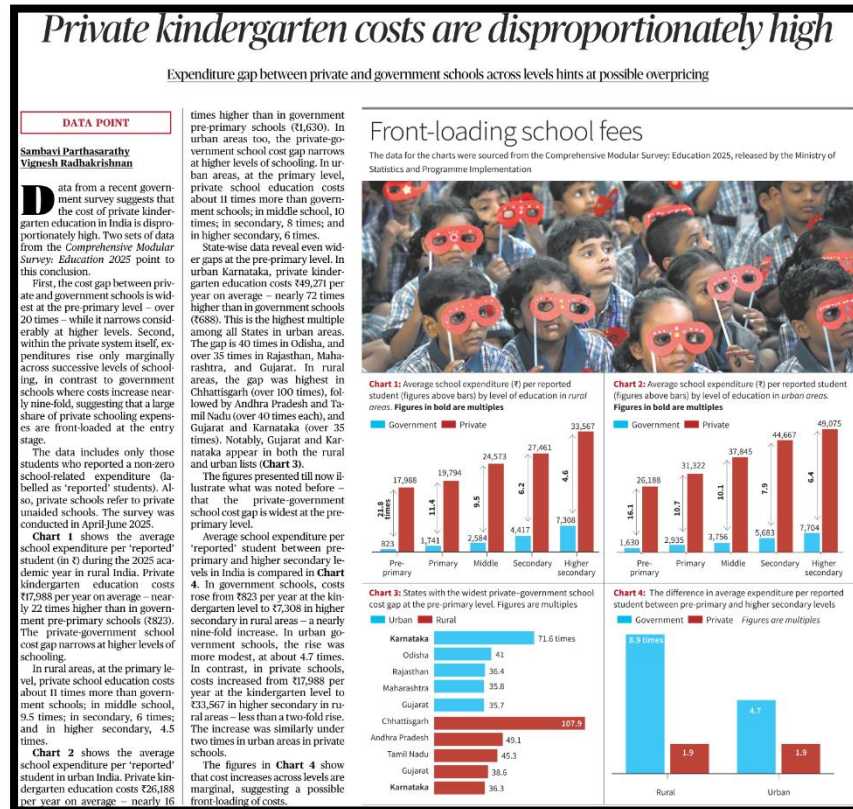 Private kindergarten costs are disproportionately high
Expenditure gap between private and government schools across levels hints at possible overpricing
DATA POINT
Sambavi Parthasarathy
Vignesh Radhakrishnan
Data from a recent govern-
ment survey suggests that
the cost of private kinder-
garten education in India is dispro-
portionately high. Two sets of data
from the Comprehensive Modular
Survey: Education 2025 point to
this conclusion.
First, the cost gap between priv-
ate and government schools is wid-
est at the pre-primary level – over
20 times – while it narrows consid-
erably at higher levels. Second,
within the private system itself, ex-
penditures rise only marginally
across successive levels of school-
ing, in contrast to government
schools where costs increase near-
ly nine-fold, suggesting that a large
share of private schooling expens-
es are front-loaded at the entry
stage.
The data includes only those
students who reported a non-zero
school-related expenditure (la-
belled as ‘reported’ students). Al-
so, private schools refer to private
unaided schools. The survey was
conducted in April-June 2025.
Chart 1 shows the average
school expenditure per ‘reported’
student (in ₹) during the 2025 aca-
demic year in rural India. Private
kindergarten education costs
₹17,988 per year on average – near-
ly 22 times higher than in govern-
ment pre-primary schools (₹823).
The private-government school
cost gap narrows at higher levels of
schooling.
In rural areas, at the primary le-
vel, private school education costs
about 11 times more than govern-
ment schools; in middle school,
9.5 times; in secondary, 6 times;
and in higher secondary, 4.5
times.
Chart 2 shows the average
school expenditure per ‘reported’
student in urban India. Private kin-
dergarten education costs ₹26,188
per year on average – nearly 16
times higher than in government
pre-primary schools (₹1,630). In
urban areas too, the private-go-
vernment school cost gap narrows
at higher levels of schooling. In ur-
ban areas, at the primary level,
private school education costs
about 11 times more than govern-
ment schools; in middle school, 10
times; in secondary, 8 times; and
in higher secondary, 6 times.
State-wise data reveal even wid-
er gaps at the pre-primary level. In
urban Karnataka, private kinder-
garten education costs ₹49,271 per
year on average – nearly 72 times
higher than in government schools
(₹688). This is the highest multiple
among all States in urban areas.
The gap is 40 times in Odisha, and
over 35 times in Rajasthan, Maha-
rashtra, and Gujarat. In rural
areas, the gap was highest in
Chhattisgarh (over 100 times), fol-
lowed by Andhra Pradesh and Ta-
mil Nadu (over 40 times each), and
Gujarat and Karnataka (over 35
times). Notably, Gujarat and Kar-
nataka appear in both the rural
and urban lists (Chart 3).
The figures presented till now il-
lustrate what was noted before –
that the private-government
school cost gap is widest at the pre-
primary level.
Average school expenditure per
‘reported’ student between pre-
primary and higher secondary le-
vels in India is compared in Chart
4. In government schools, costs
rose from ₹823 per year at the kin-
dergarten level to ₹7,308 in higher
secondary in rural areas – a nearly
nine-fold increase. In urban go-
vernment schools, the rise was
more modest, at about 4.7 times.
In contrast, in private schools,
costs increased from ₹17,988 per
year at the kindergarten level to
₹33,567 in higher secondary in ru-
ral areas – less than a two-fold rise.
The increase was similarly under
two times in urban areas in private
schools.
The figures in Chart 4 show
that cost increases across levels are
marginal, suggesting a possible
front-loading of costs.
Front-loading school fees
The data for the charts were sourced from the Comprehensive Modular Survey: Education 2025, released by the Ministry of
Statistics and Programme Implementation
Chart 1: Average school expenditure (₹) per reported
student (figures above bars) by level of education in rural
areas. Figures in bold are multiples
Government Private
33,567
27,461
24,573
19,794
17,988
21.8 times
11.4
9.5
6.2
4.6
823
1,741
2,584
4,417
7,308
Pre-primary Primary Middle Secondary Higher
secondary
Chart 2: Average school expenditure (₹) per reported
student (figures above bars) by level of education in urban areas.
Figures in bold are multiples
Government Private
49,075
44,667
37,845
31,322
26,188
16.1
10.7
10.1
7.9
6.4
1,630
2,935
3,756
5,683
7,704
Pre-primary Primary Middle Secondary Higher
secondary
Chart 3: States with the widest private–government school
cost gap at the pre-primary level. Figures are multiples
Urban Rural
Karnataka 71.6 times
Odisha 41
Rajasthan 36.4
Maharashtra 35.8
Gujarat 35.7
Chhattisgarh 107.9
Andhra Pradesh 49.1
Tamil Nadu 45.3
Gujarat 38.6
Karnataka 36.3
Chart 4: The difference in average expenditure per reported
student between pre-primary and higher secondary levels
Government Private Figures are multiples
8.9 times
4.7
1.9
1.9
Rural Urban